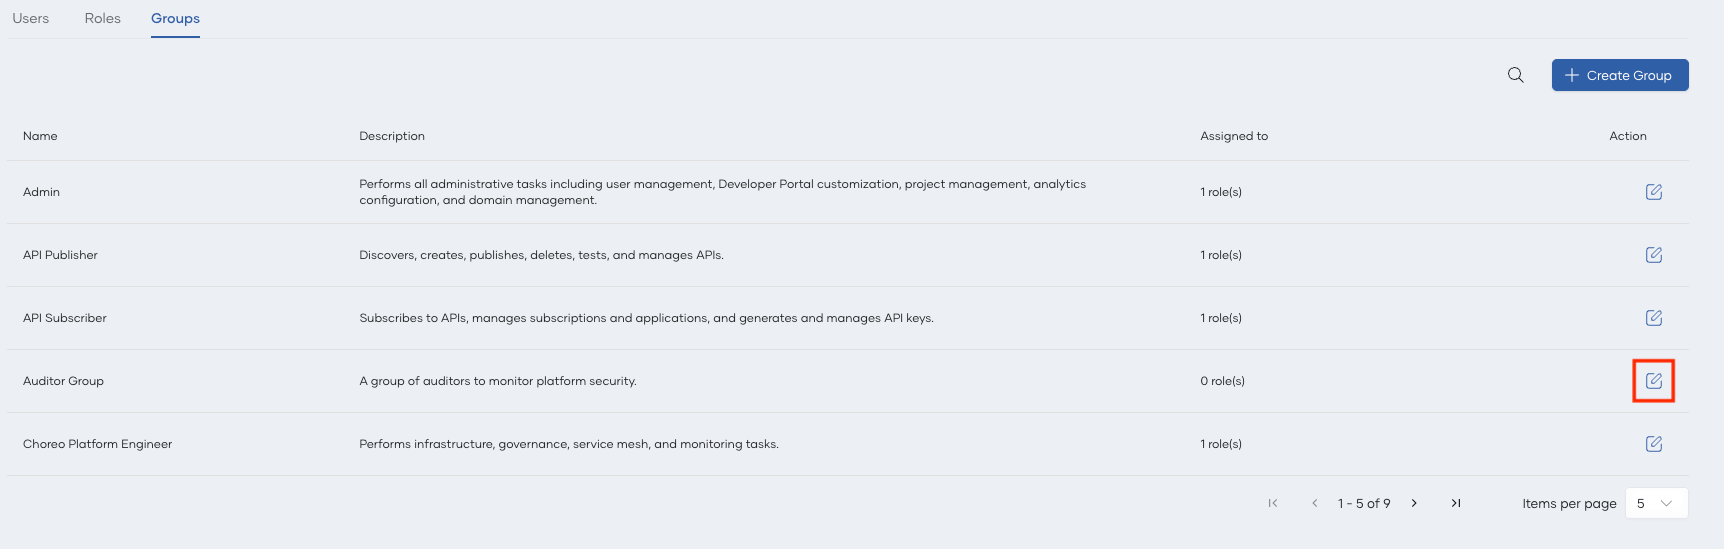 Users Roles Groups
Create Group
Name Description Assigned to Action
Admin Performs all administrative tasks including user management, Developer Portal customization, project management, analytics configuration, and domain management. 1 role(s)
API Publisher Discovers, creates, publishes, deletes, tests, and manages APIs. 1 role(s)
API Subscriber Subscribes to APIs, manages subscriptions and applications, and generates and manages API keys. 1 role(s)
Auditor Group A group of auditors to monitor platform security. 0 role(s)
Choreo Platform Engineer Performs infrastructure, governance, service mesh, and monitoring tasks. 1 role(s)
1 - 5 of 9 Items per page 5